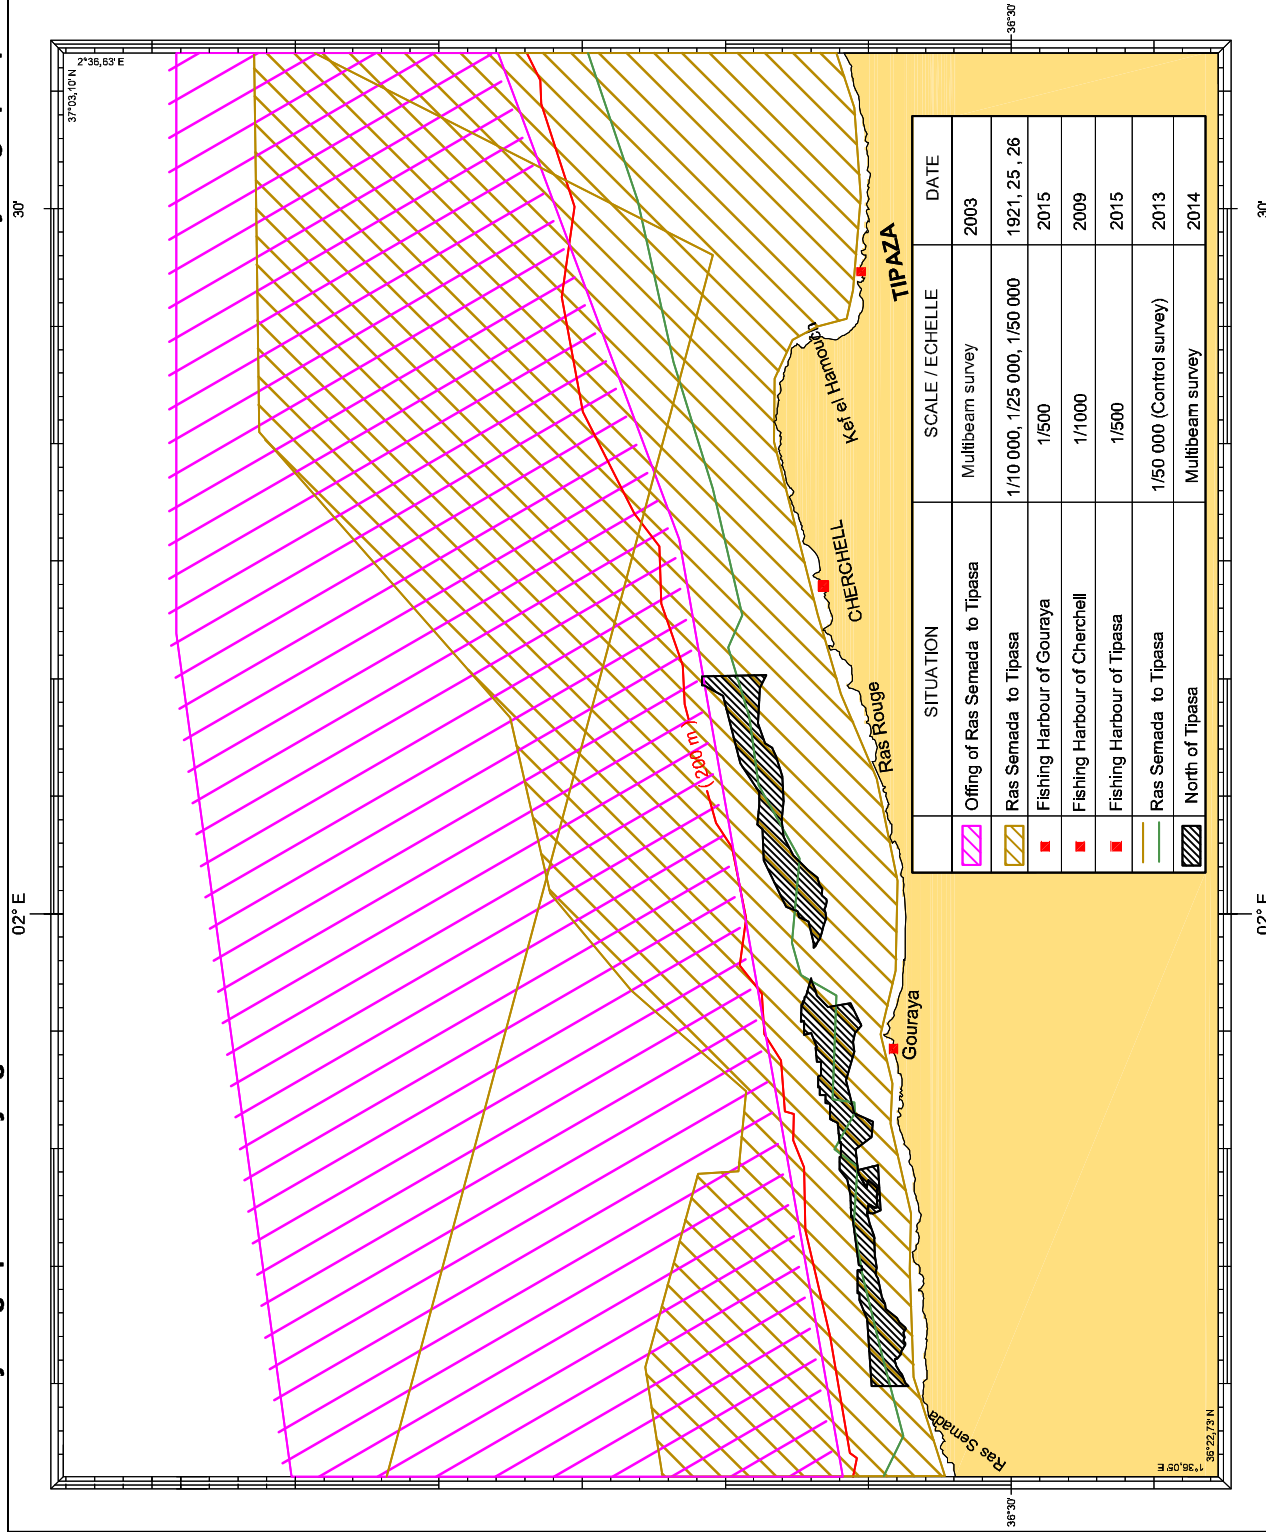 02° E
30'
37°03,10' N
2°36,63' E
36°30'
36°30'
(200 m)
Kef el Hamouch
TIPAZA
CHERCHELL
Ras Rouge
Gouraya
Ras Semada
SITUATION SCALE / ECHELLE DATE
Offing of Ras Semada to Tipasa Multibeam survey 2003
Ras Semada to Tipasa 1/10 000, 1/25 000, 1/50 000 1921, 25 , 26
Fishing Harbour of Gouraya 1/500 2015
Fishing Harbour of Cherchell 1/1000 2009
Fishing Harbour of Tipasa 1/500 2015
Ras Semada to Tipasa 1/50 000 (Control survey) 2013
North of Tipasa Multibeam survey 2014
1°36,05' E
36°22,73' N
02° E
30'